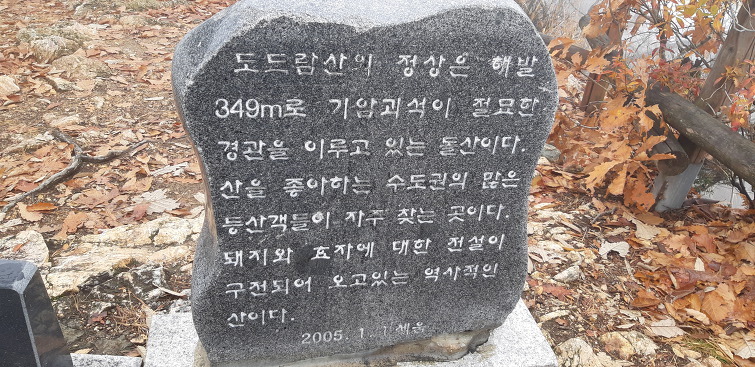 도드람산의 정상은 해발
349m로 기암괴석이 절묘한
경관을 이루고 있는 돌산이다.
산을 좋아하는 수도권의 많은
등산객들이 자주 찾는 곳이다.
돼지와 효자에 대한 전설이
구전되어 오고있는 역사적인
산이다.
2005. 1. 1 세움